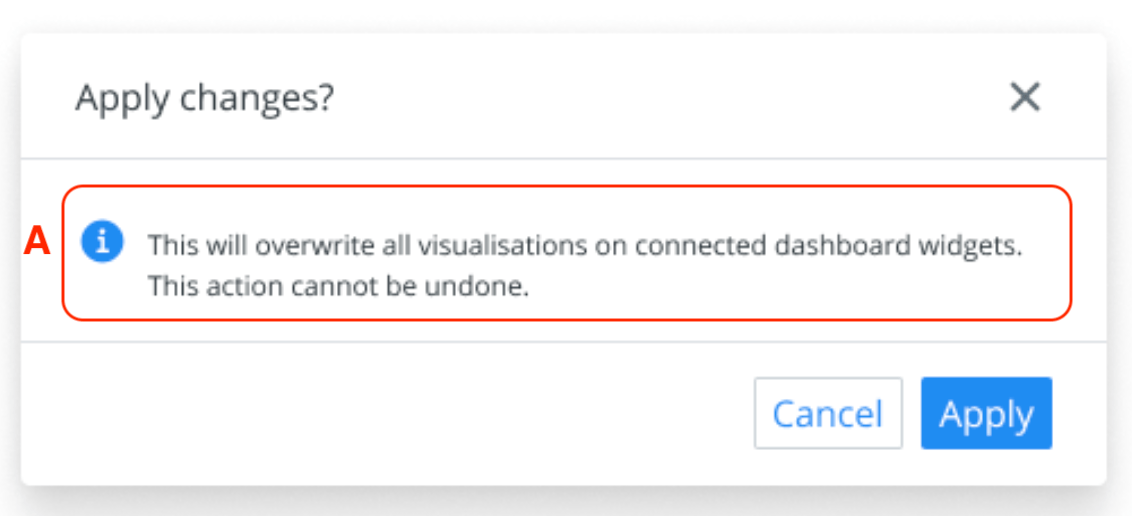 Apply changes?
A
This will overwrite all visualisations on connected dashboard widgets.
This action cannot be undone.
Cancel
Apply